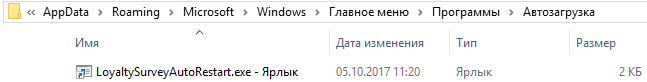 « AppData › Roaming › Microsoft › Windows › Главное меню › Программы › Автозагрузка
Имя Дата изменения Тип Размер
LoyaltySurveyAutoRestart.exe - Ярлык 05.10.2017 11:20 Ярлык 2 КБ